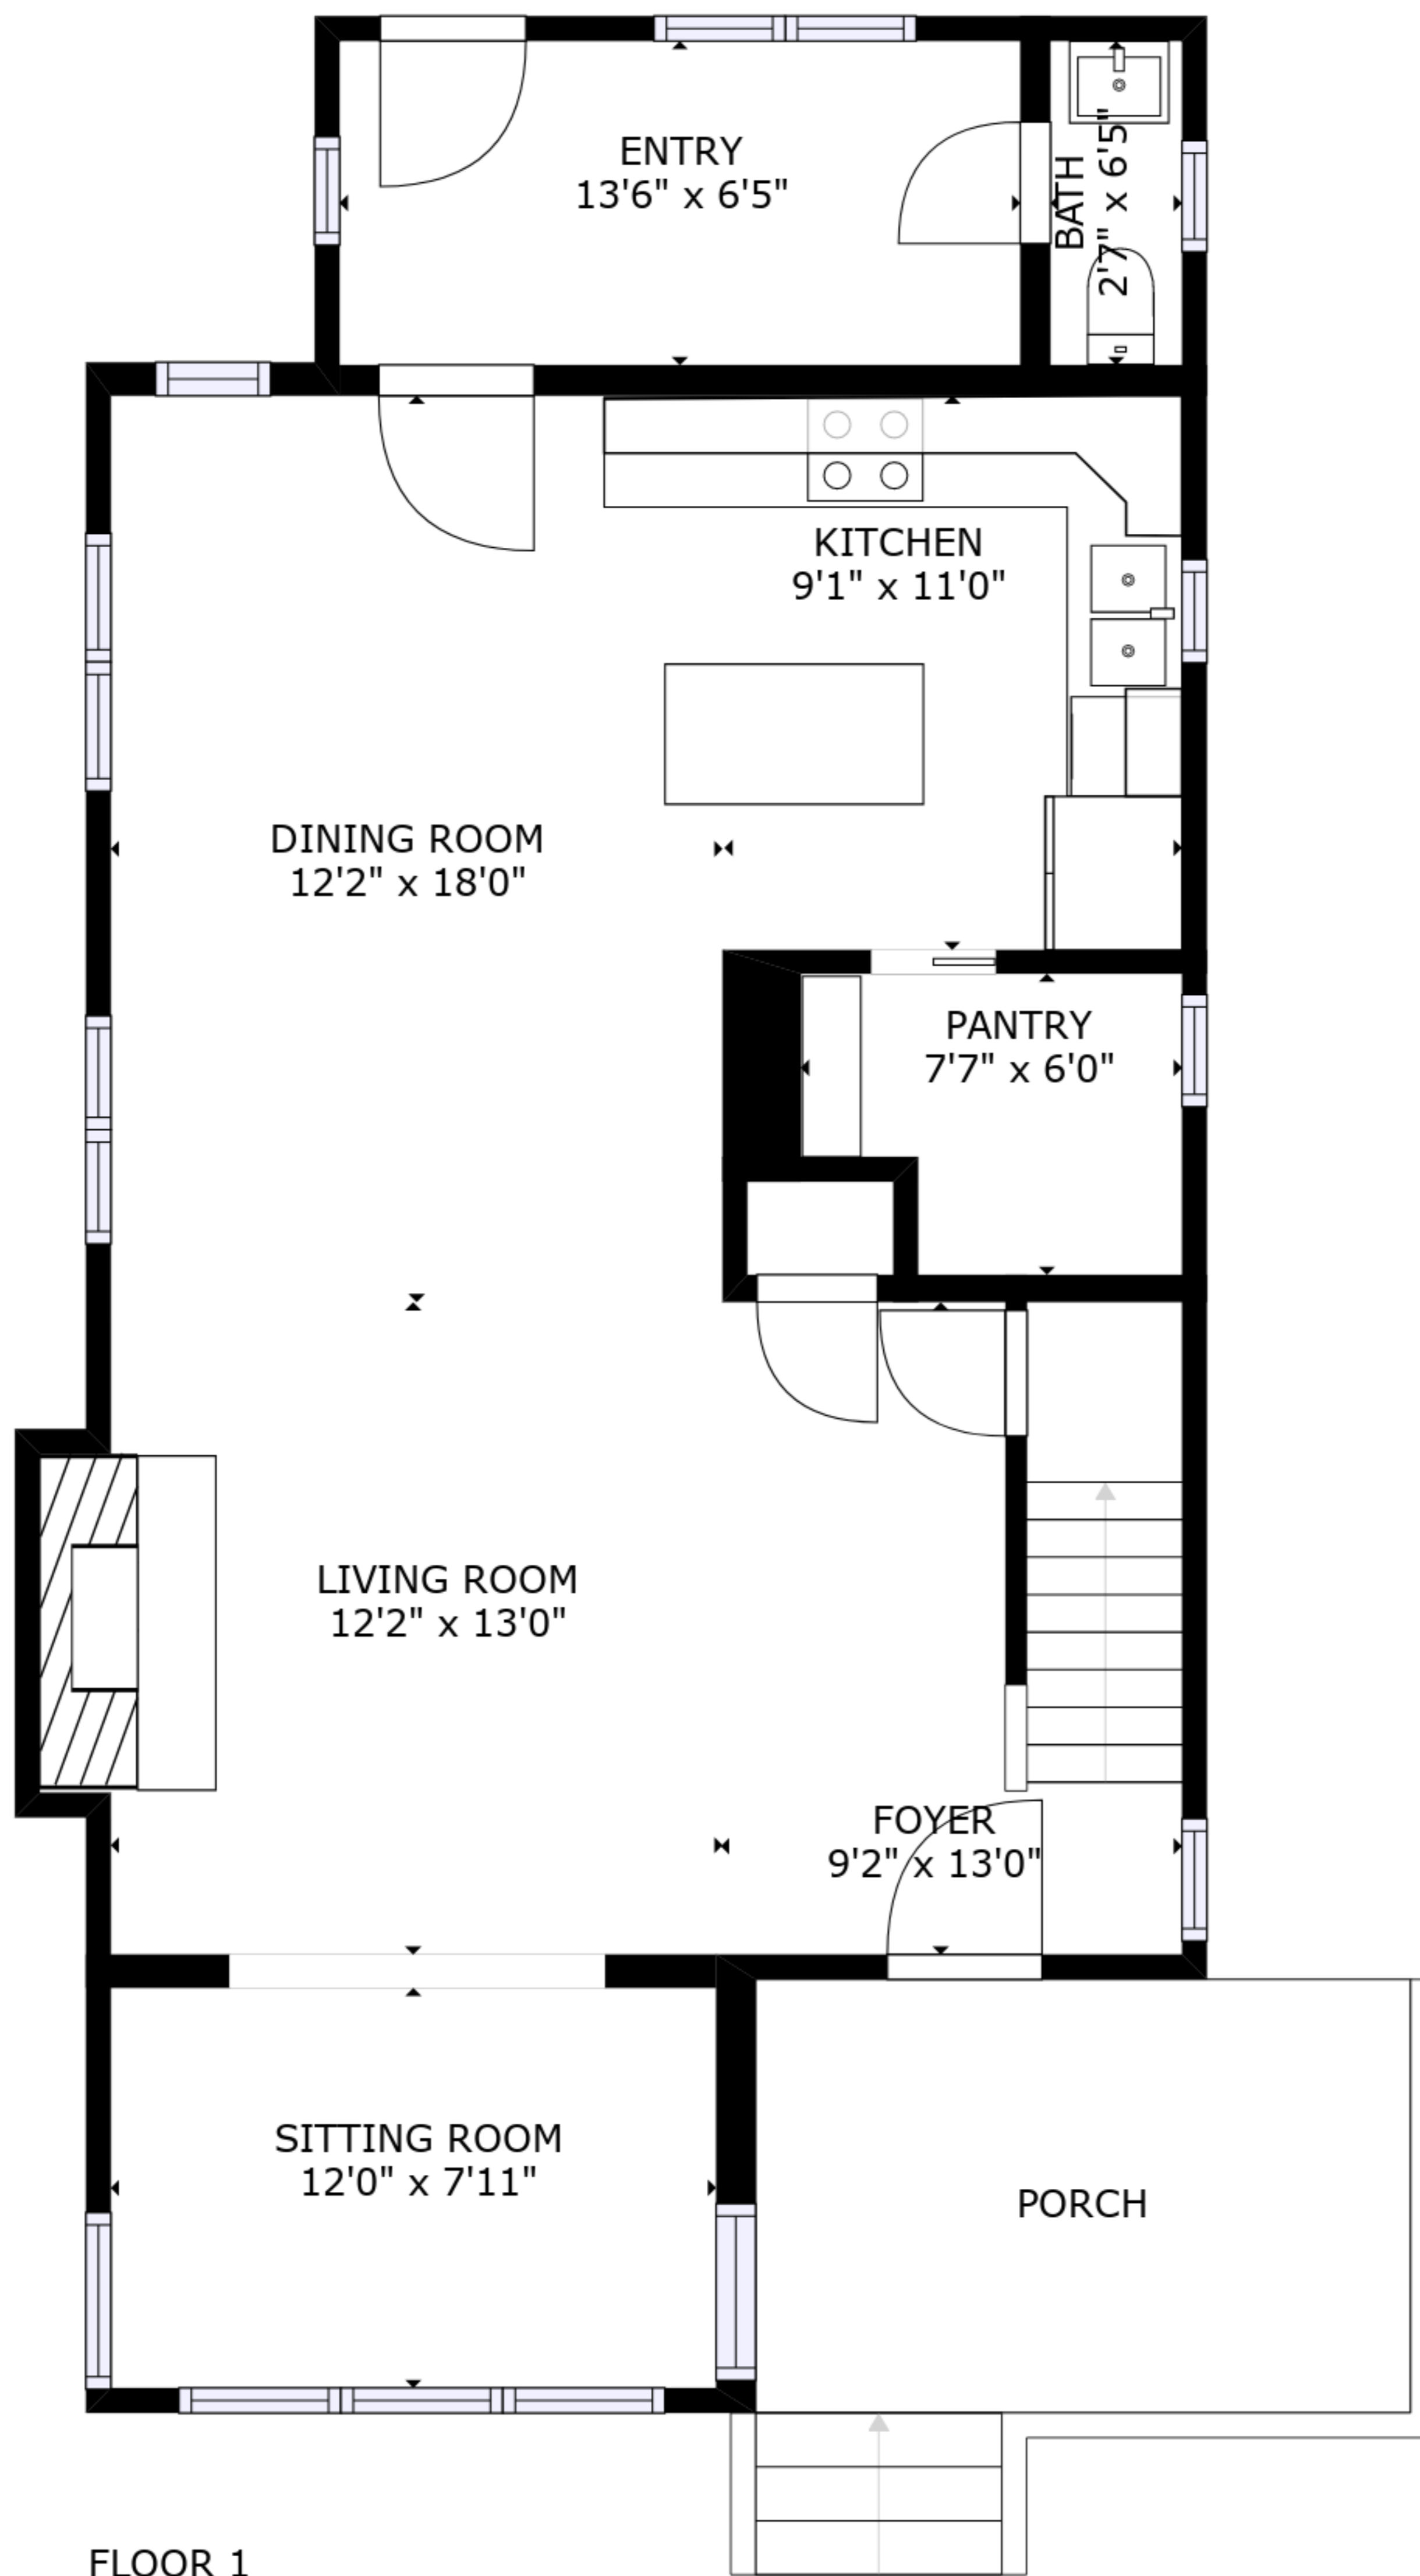 ENTRY
13'6" x 6'5"
BATH
2'7" x 6'5"
KITCHEN
9'1" x 11'0"
DINING ROOM
12'2" x 18'0"
PANTRY
7'7" x 6'0"
LIVING ROOM
12'2" x 13'0"
FOYER
9'2" x 13'0"
SITTING ROOM
12'0" x 7'11"
PORCH
FLOOR 1